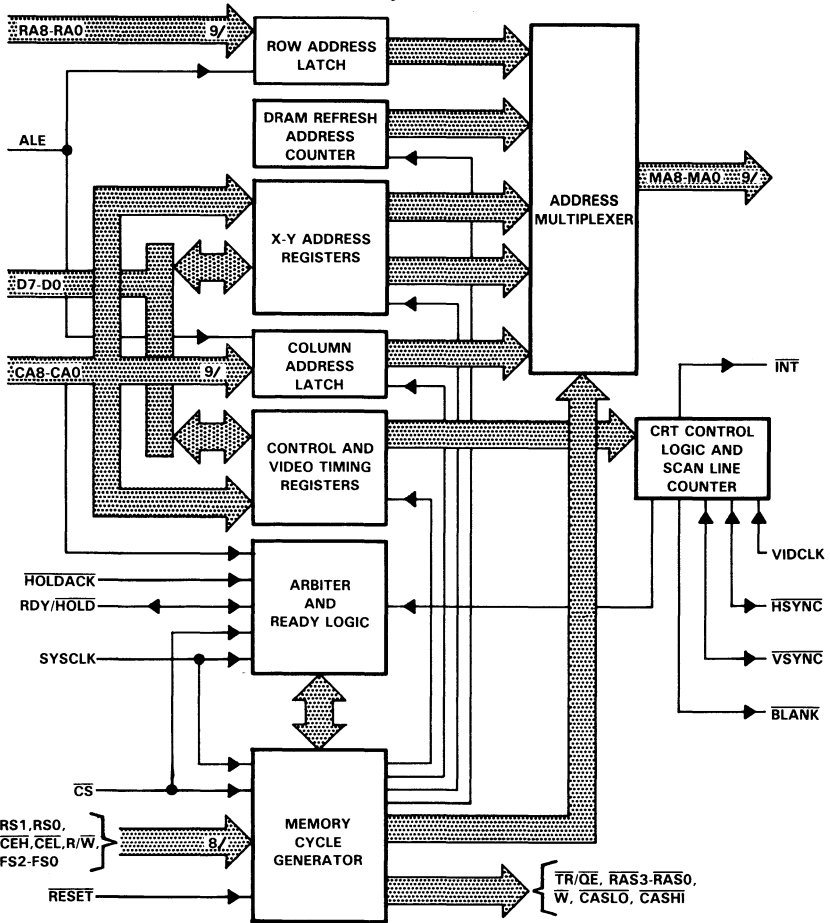 RA8-RA0
9/
ROW ADDRESS
LATCH
DRAM REFRESH
ADDRESS
COUNTER
ALE
ADDRESS
MULTIPLEXER
MA8-MA0 9/
X-Y ADDRESS
REGISTERS
D7-D0
COLUMN
ADDRESS
LATCH
CA8-CA0
9/
INT
CONTROL AND
VIDEO TIMING
REGISTERS
CRT CONTROL
LOGIC AND
SCAN LINE
COUNTER
VIDCLK
HOLDACK
RDY/HOLD
ARBITER
AND
READY LOGIC
HSYNC
SYSCLK
VSYNC
BLANK
CS
RS1,RS0,
CEH,CEL,R/W,
FS2-FS0
8/
MEMORY
CYCLE
GENERATOR
RESET
TR/QE, RAS3-RAS0,
W, CASLO, CASHI